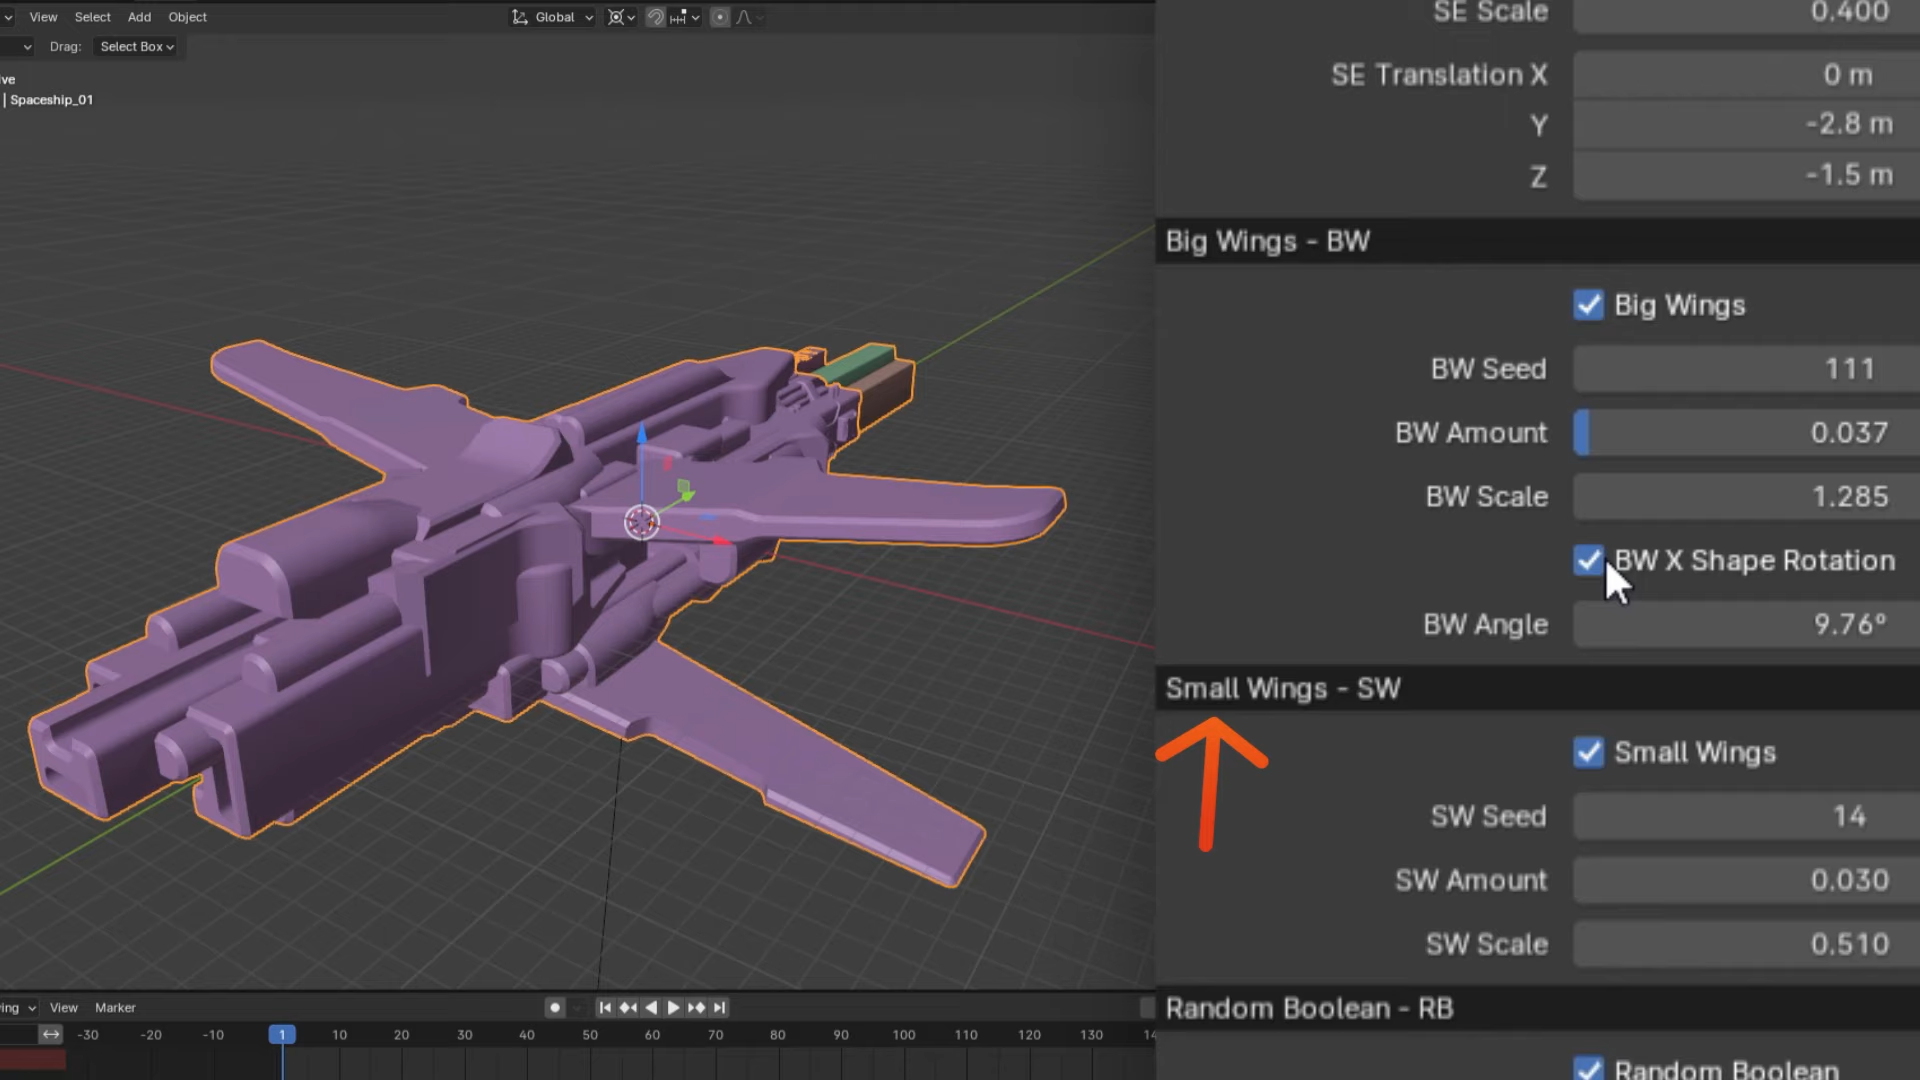 View Select Add Object Global
Drag: Select Box
ve
| Spaceship_01
SE Scale 0.400
SE Translation X 0 m
Y -2.8 m
Z -1.5 m
Big Wings - BW
Big Wings
BW Seed 111
BW Amount 0.037
BW Scale 1.285
BW X Shape Rotation
BW Angle 9.76°
Small Wings - SW
Small Wings
SW Seed 14
SW Amount 0.030
SW Scale 0.510
Random Boolean - RB
Random Boolean
ing View Marker
-30 -20 -10 1 10 20 30 40 50 60 70 80 90 100 110 120 130 14